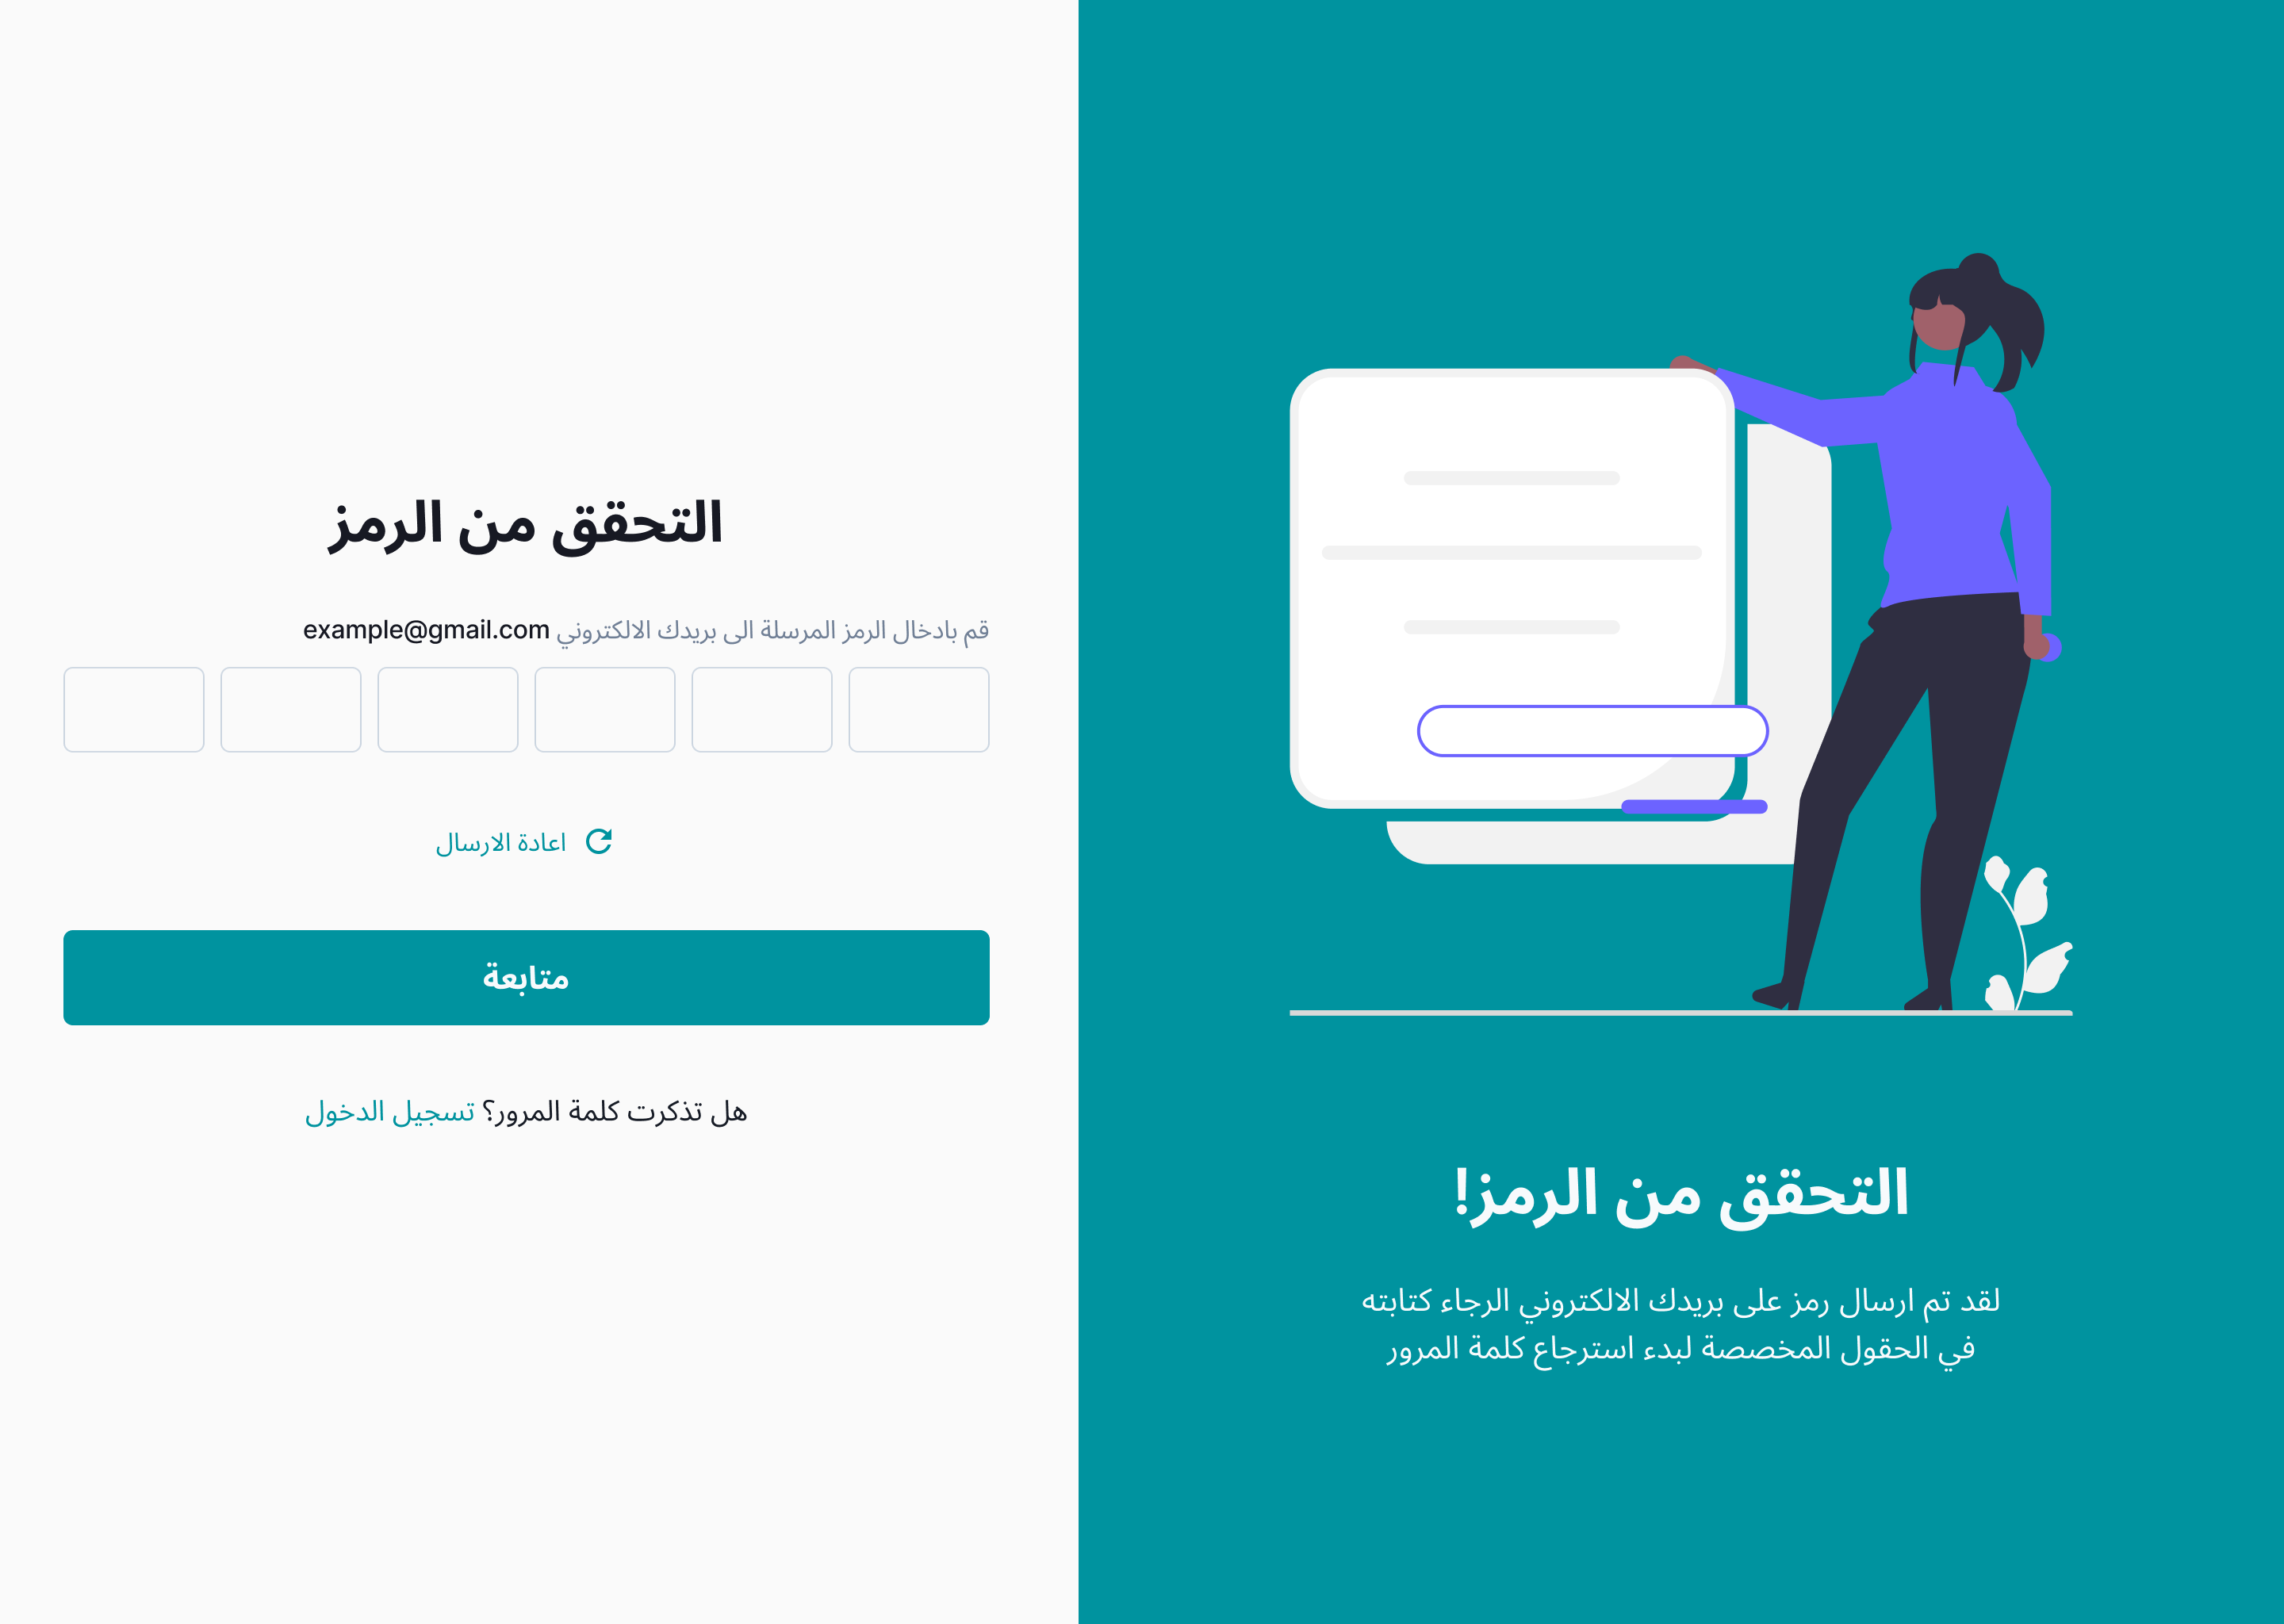 التحقق من الرمز!
لقد تم ارسال رمز على بريدك الالكتروني الرجاء كتابته
في الحقول المخصصة لبدء استرجاع كلمة المرور
التحقق من الرمز
قم بادخال الرمز المرسلة الى بريدك الالكتروني example@gmail.com
اعادة الارسال
متابعة
هل تذكرت كلمة المرور؟ تسجيل الدخول